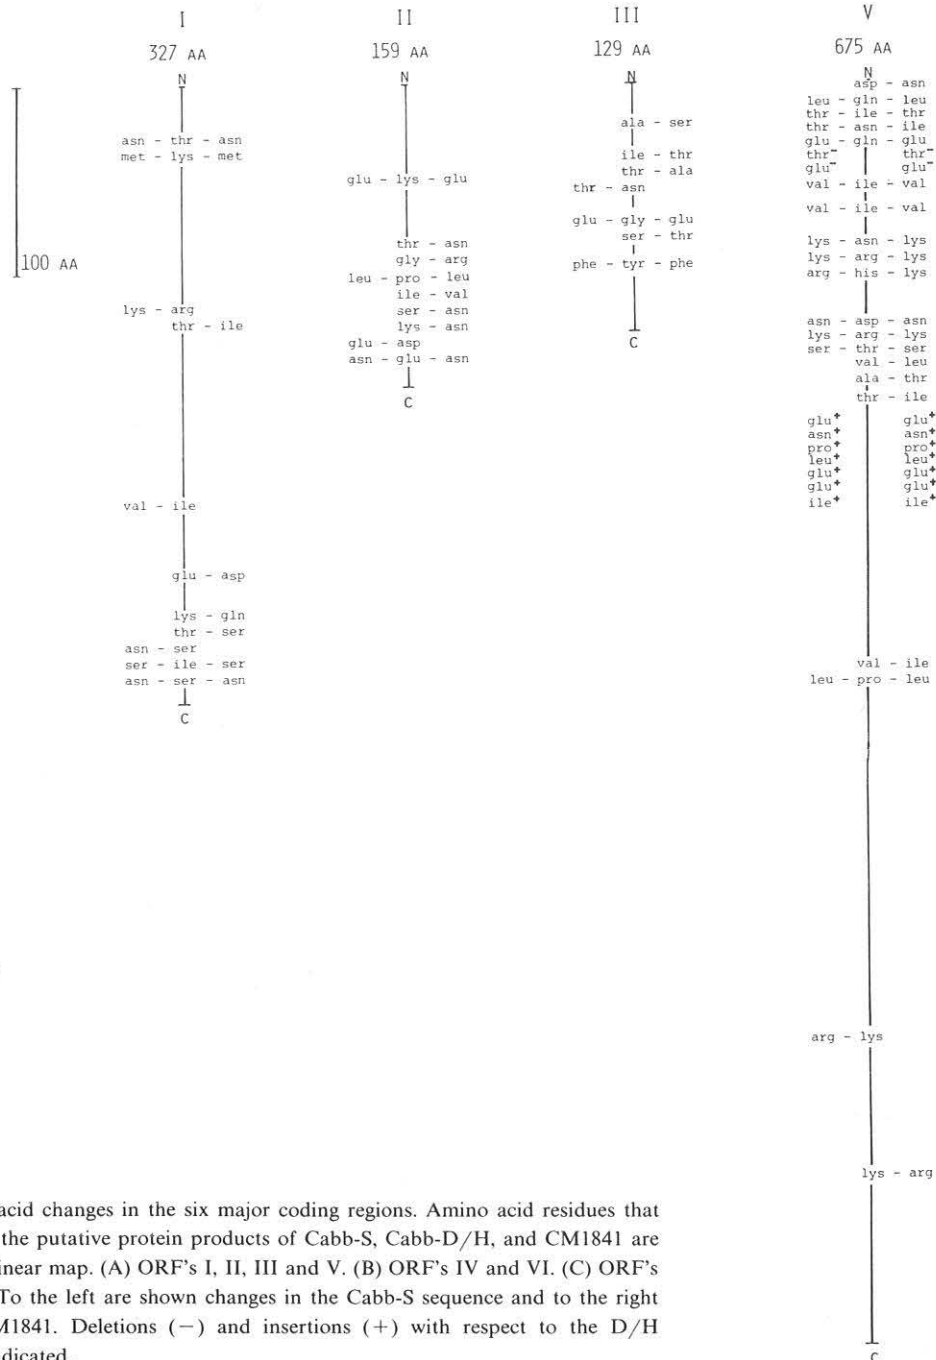 I
327 AA
N
asn - thr - asn
met - lys - met
lys - arg
thr - ile
val - ile
glu - asp
lys - gln
thr - ser
asn - ser
ser - ile - ser
asn - ser - asn
C
100 AA
II
159 AA
N
glu - lys - glu
thr - asn
gly - arg
leu - pro - leu
ile - val
ser - asn
lys - asn
glu - asp
asn - glu - asn
C
III
129 AA
N
ala - ser
ile - thr
thr - ala
thr - asn
glu - gly - glu
ser - thr
phe - tyr - phe
C
V
675 AA
N
asp - asn
leu - gln - leu
thr - ile - thr
thr - asn - ile
glu - gln - glu
thr⁻ thr⁻
glu⁻ glu⁻
val - ile - val
val - ile - val
lys - asn - lys
lys - arg - lys
arg - his - lys
asn - asp - asn
lys - arg - lys
ser - thr - ser
val - leu
ala - thr
thr - ile
glu⁺ glu⁺
asn⁺ asn⁺
pro⁺ pro⁺
leu⁺ leu⁺
glu⁺ glu⁺
glu⁺ glu⁺
ile⁺ ile⁺
val - ile
leu - pro - leu
arg - lys
lys - arg
C
acid changes in the six major coding regions. Amino acid residues that
the putative protein products of Cabb-S, Cabb-D/H, and CM1841 are
inear map. (A) ORF's I, II, III and V. (B) ORF's IV and VI. (C) ORF's
To the left are shown changes in the Cabb-S sequence and to the right
M1841. Deletions (−) and insertions (+) with respect to the D/H
dicated.